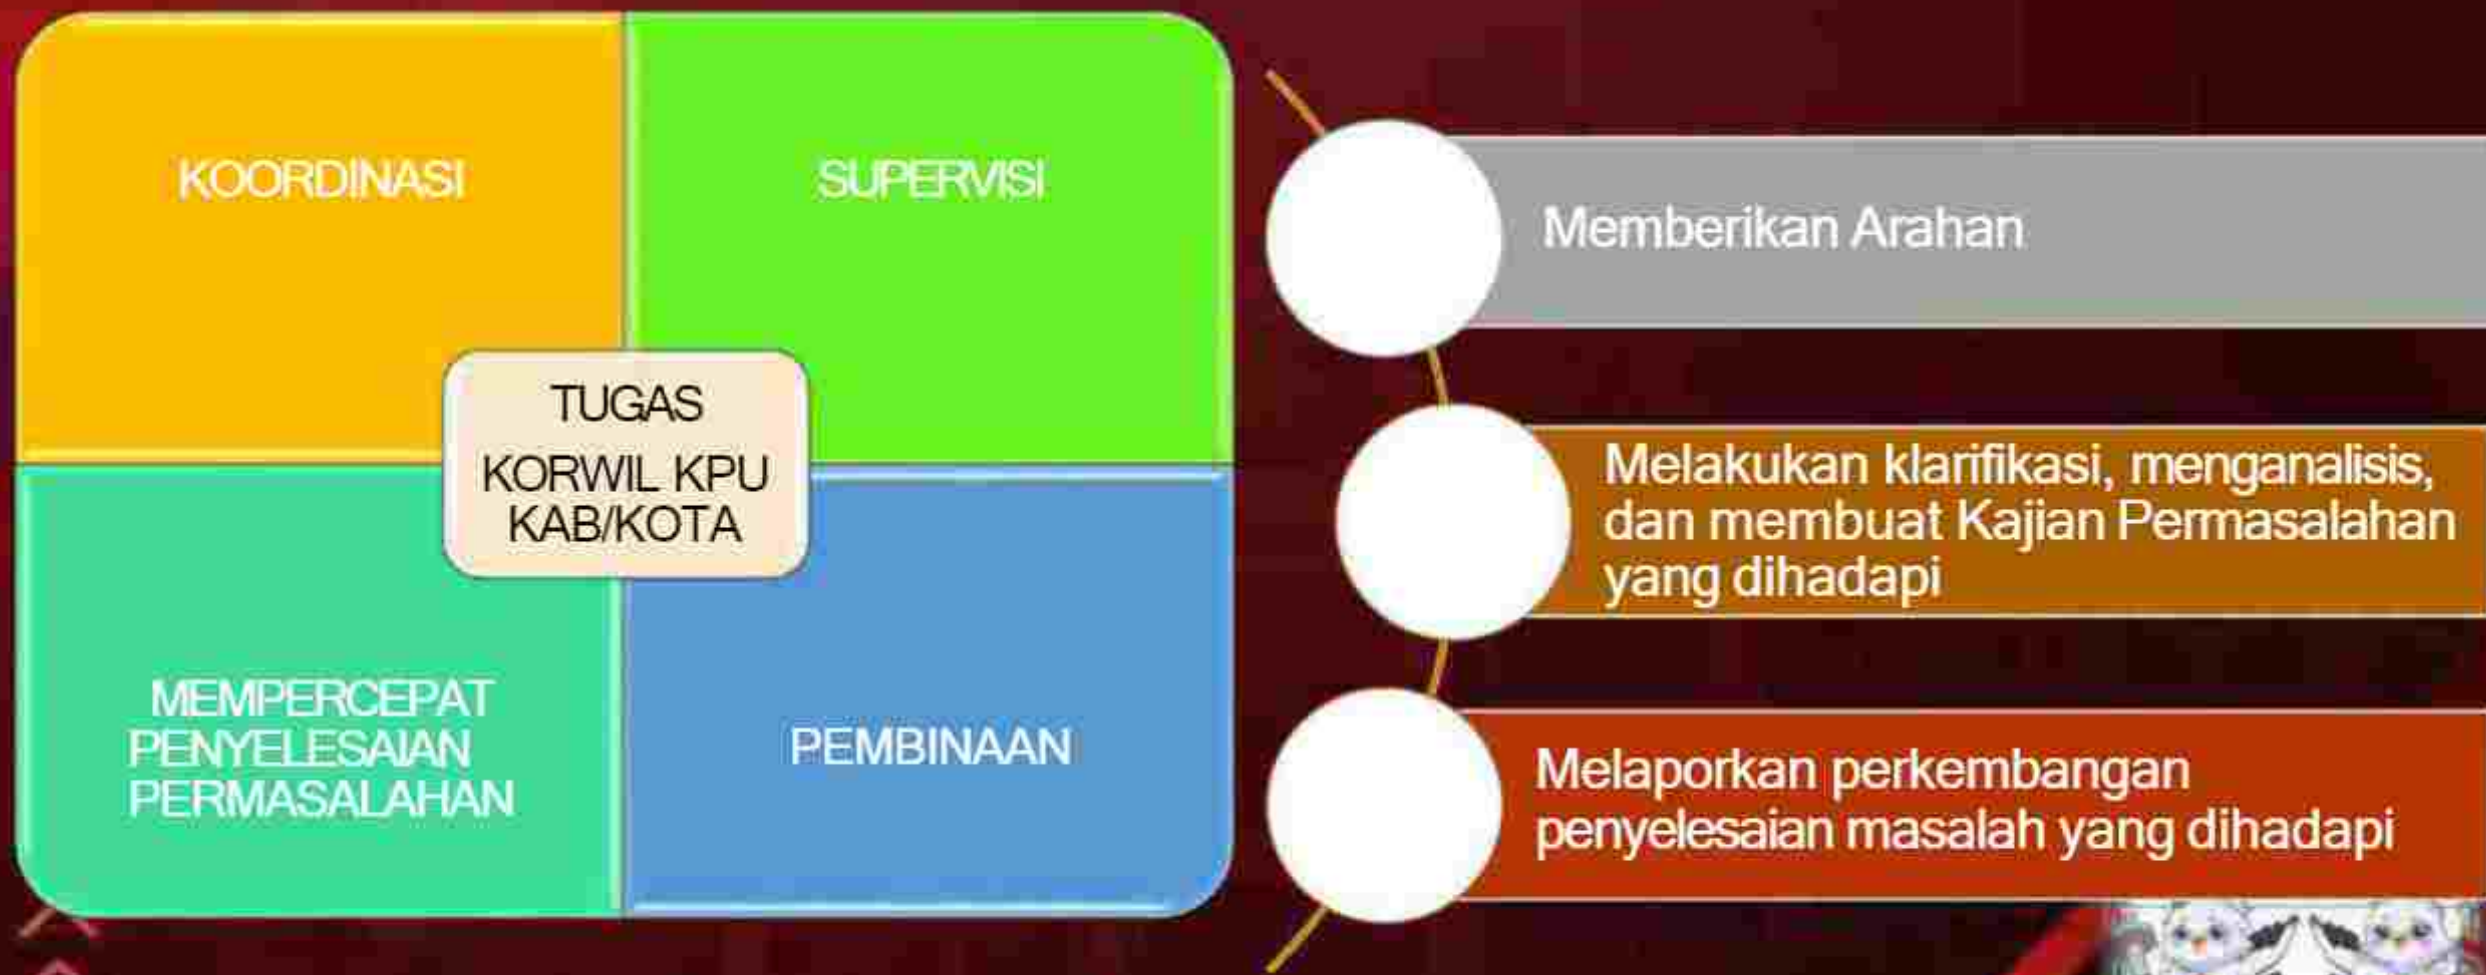 KOORDINASI
SUPERVISI
TUGAS
KORWIL KPU
KAB/KOTA
MEMPERCEPAT
PENYELESAIAN
PERMASALAHAN
PEMBINAAN
Memberikan Arahan
Melakukan klarifikasi, menganalisis,
dan membuat Kajian Permasalahan
yang dihadapi
Melaporkan perkembangan
penyelesaian masalah yang dihadapi